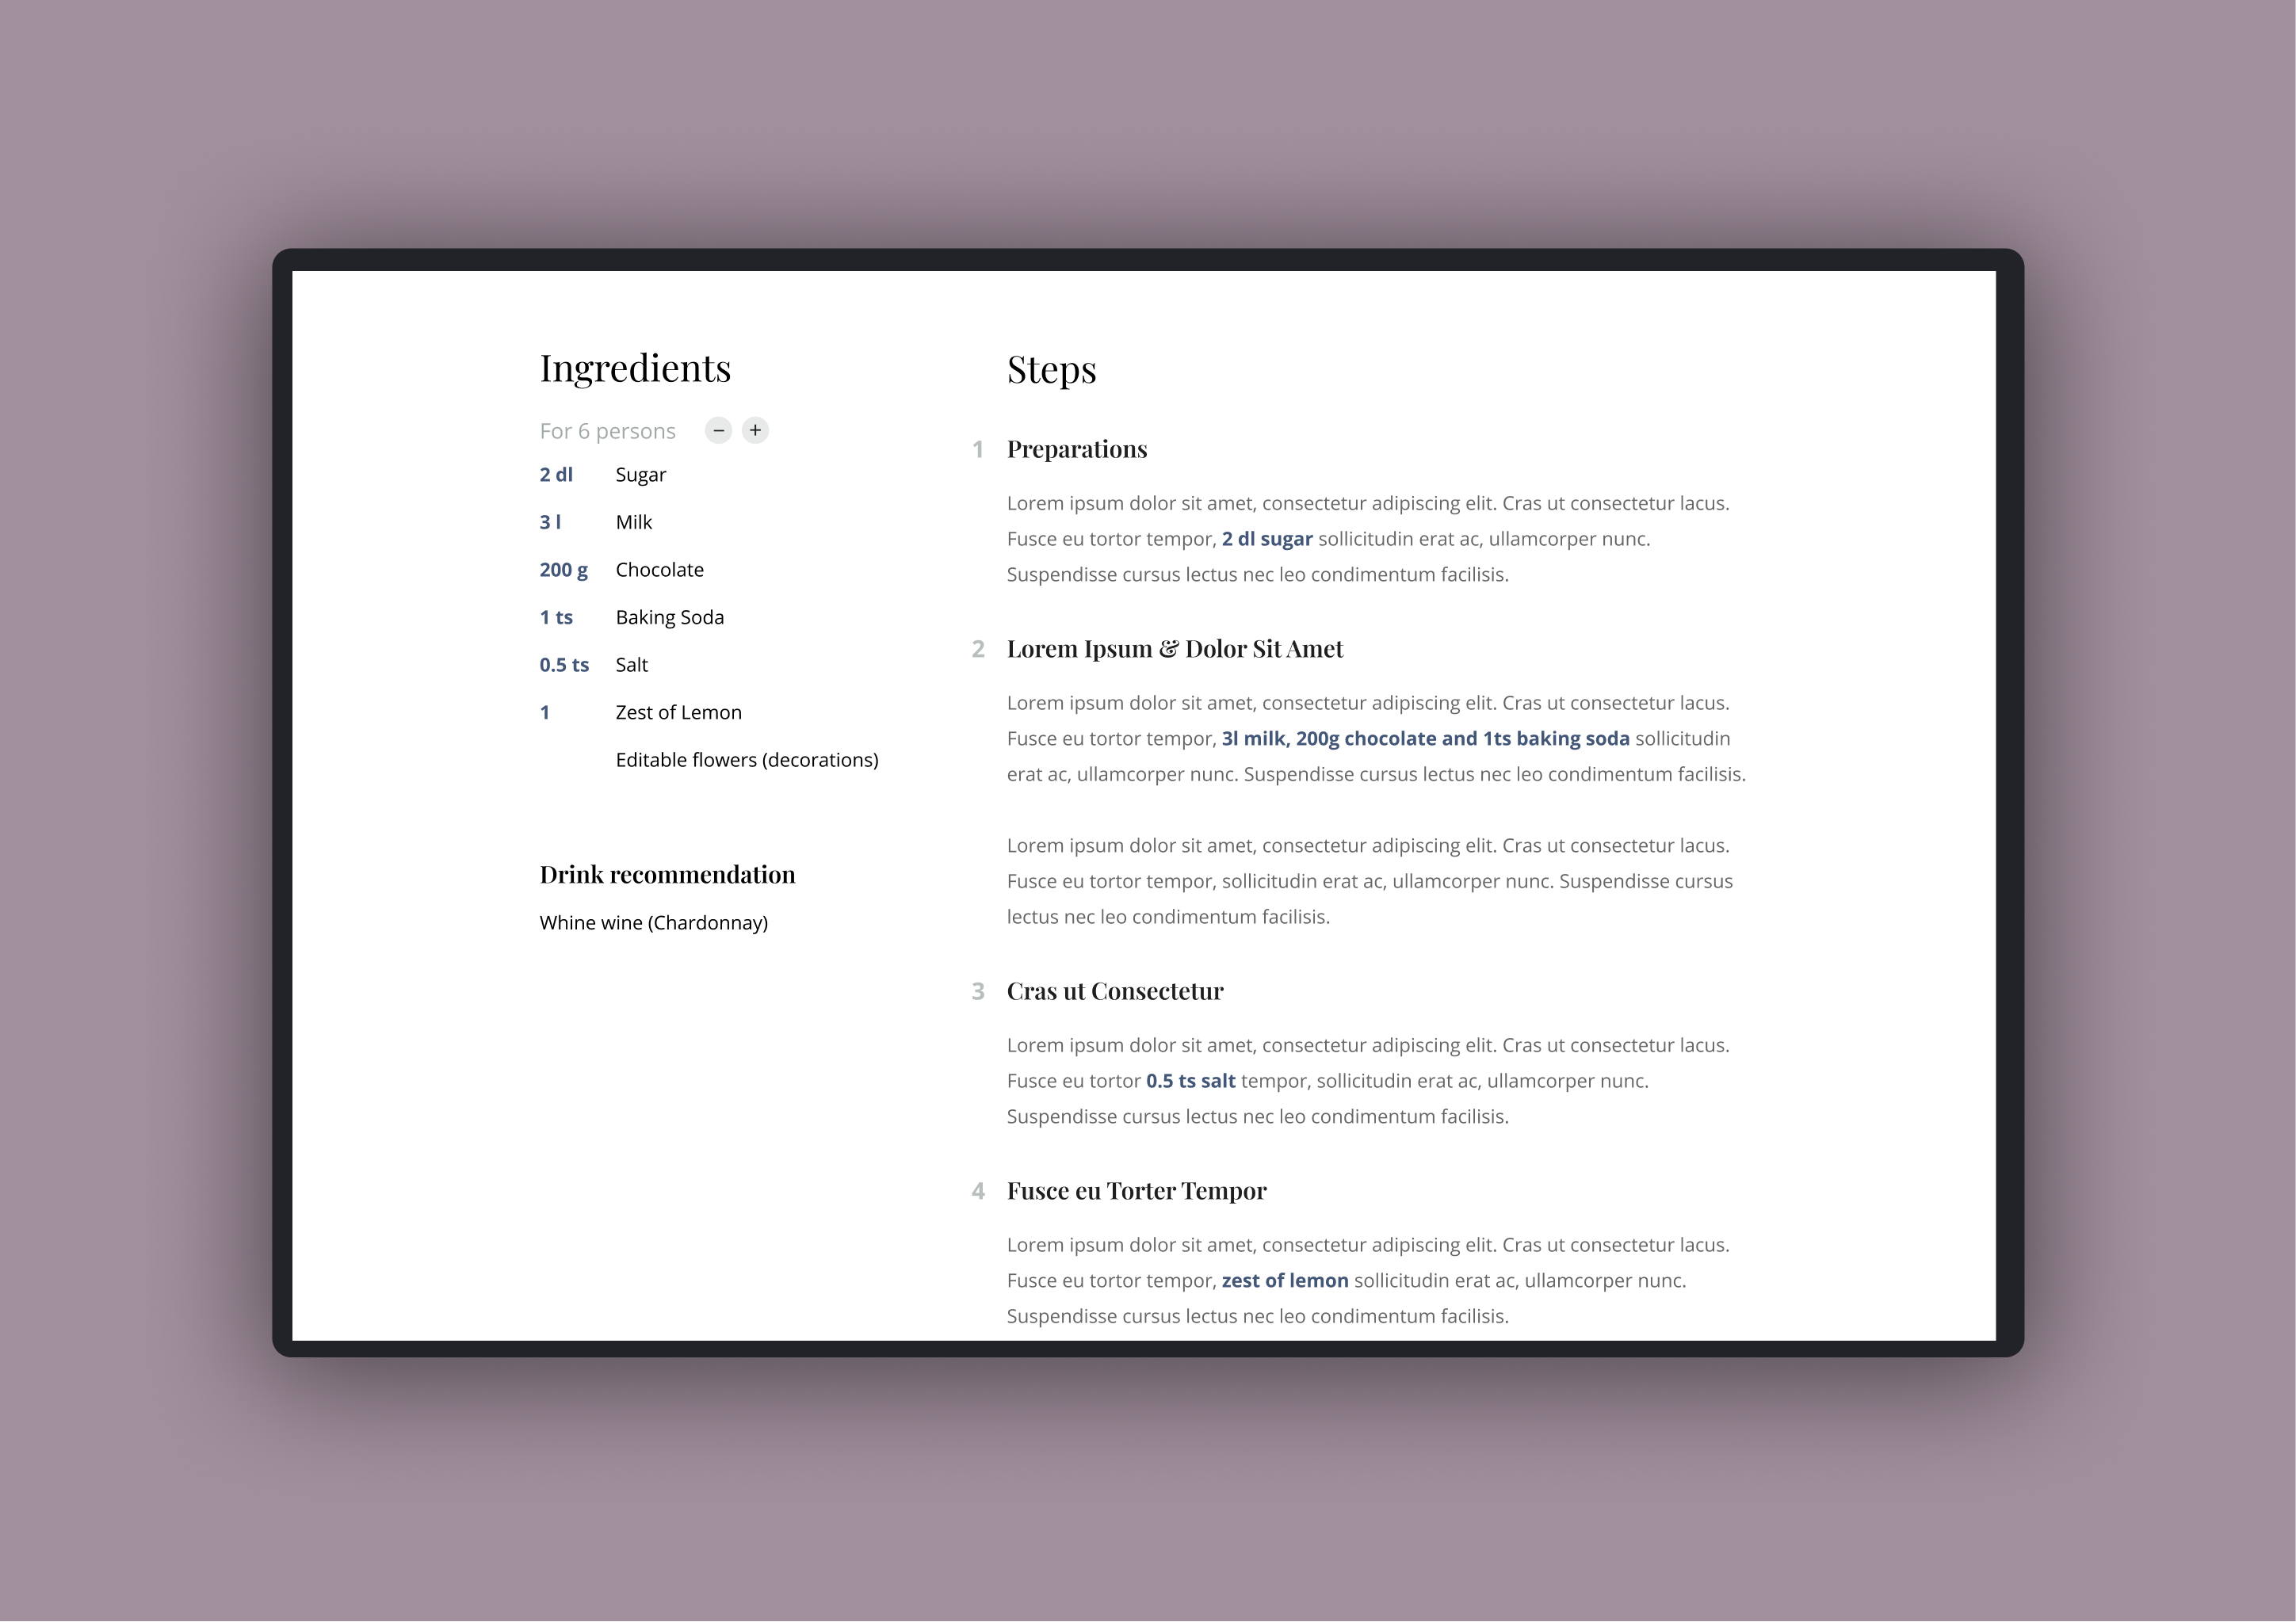 Ingredients
For 6 persons − +
2 dl Sugar
3 l Milk
200 g Chocolate
1 ts Baking Soda
0.5 ts Salt
1 Zest of Lemon
Editable flowers (decorations)
Drink recommendation
Whine wine (Chardonnay)
Steps
1 Preparations
Lorem ipsum dolor sit amet, consectetur adipiscing elit. Cras ut consectetur lacus.
Fusce eu tortor tempor, 2 dl sugar sollicitudin erat ac, ullamcorper nunc.
Suspendisse cursus lectus nec leo condimentum facilisis.
2 Lorem Ipsum & Dolor Sit Amet
Lorem ipsum dolor sit amet, consectetur adipiscing elit. Cras ut consectetur lacus.
Fusce eu tortor tempor, 3l milk, 200g chocolate and 1ts baking soda sollicitudin
erat ac, ullamcorper nunc. Suspendisse cursus lectus nec leo condimentum facilisis.
Lorem ipsum dolor sit amet, consectetur adipiscing elit. Cras ut consectetur lacus.
Fusce eu tortor tempor, sollicitudin erat ac, ullamcorper nunc. Suspendisse cursus
lectus nec leo condimentum facilisis.
3 Cras ut Consectetur
Lorem ipsum dolor sit amet, consectetur adipiscing elit. Cras ut consectetur lacus.
Fusce eu tortor 0.5 ts salt tempor, sollicitudin erat ac, ullamcorper nunc.
Suspendisse cursus lectus nec leo condimentum facilisis.
4 Fusce eu Torter Tempor
Lorem ipsum dolor sit amet, consectetur adipiscing elit. Cras ut consectetur lacus.
Fusce eu tortor tempor, zest of lemon sollicitudin erat ac, ullamcorper nunc.
Suspendisse cursus lectus nec leo condimentum facilisis.